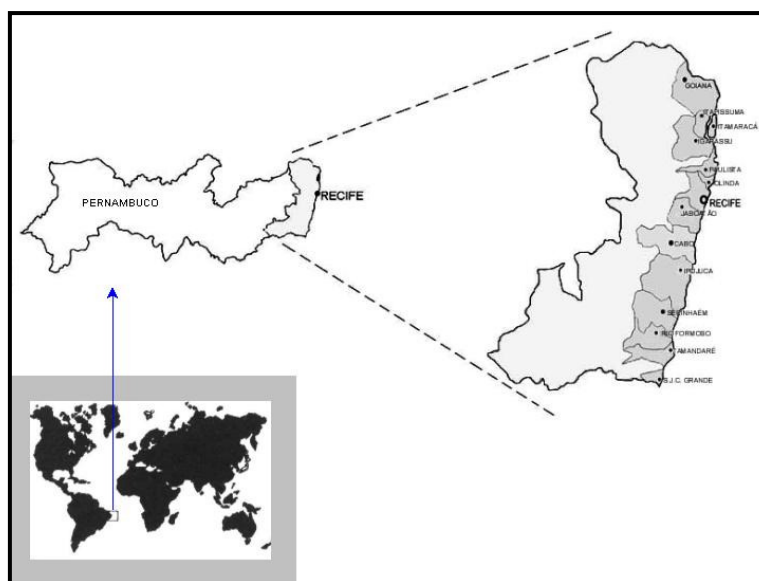 PERNAMBUCO
RECIFE
GOIANA
ITAPISSUMA
ITAMARACÁ
IGARASSU
PAULISTA
OLINDA
RECIFE
JABOATÃO
CABO
IPOJUCA
SERINHAÉM
RIO FORMOSO
TAMANDARÉ
S.J.C. GRANDE